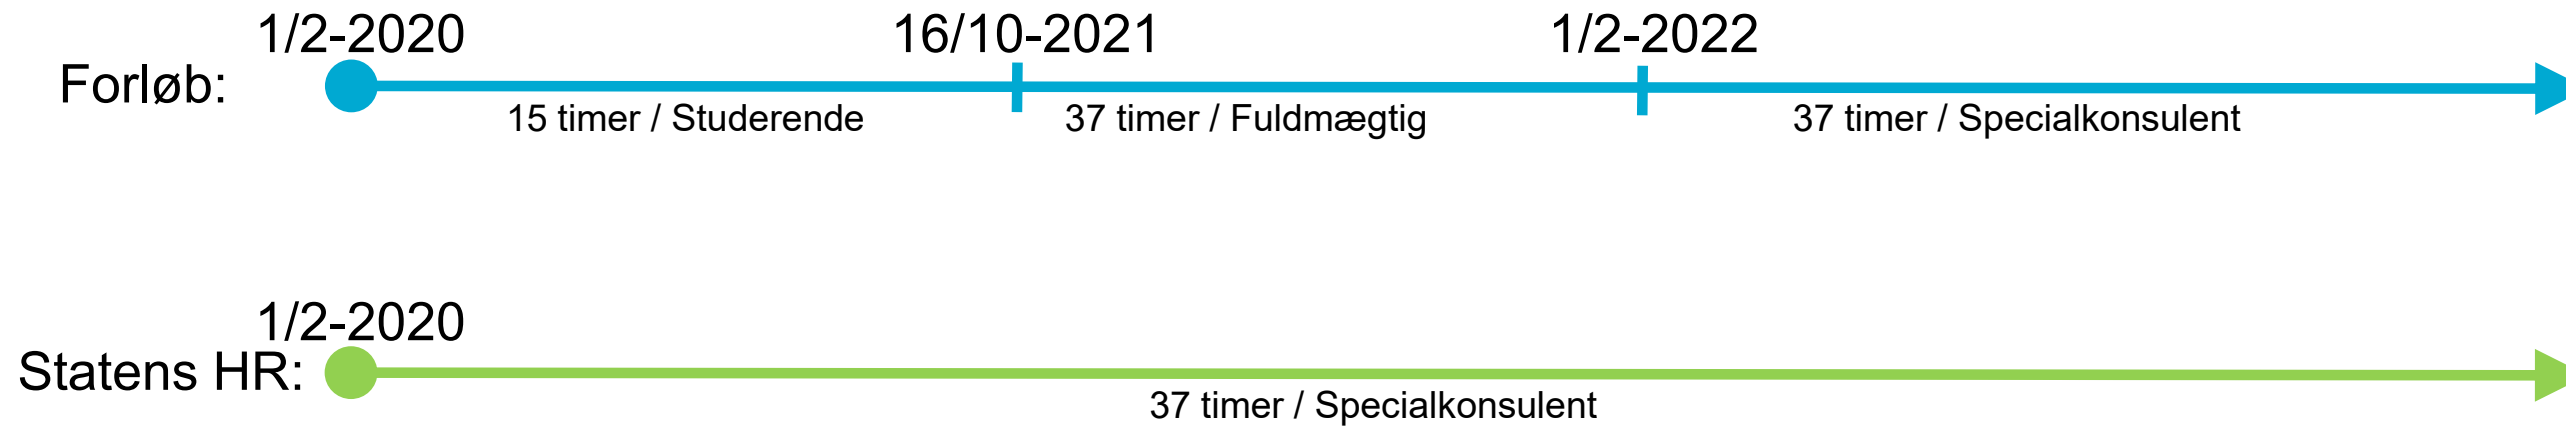 1/2-2020 16/10-2021 1/2-2022
Forløb:
15 timer / Studerende 37 timer / Fuldmægtig 37 timer / Specialkonsulent
1/2-2020
Statens HR:
37 timer / Specialkonsulent